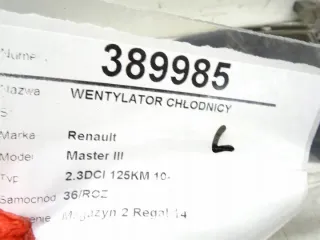 Numer 389985
Nazwa WENTYLATOR CHŁODNICY
Marka Renault
Model Master III
Typ 2.3DCI 125KM 10-
Samochód 36/ROZ
Magazyn 2 Regał 14
L